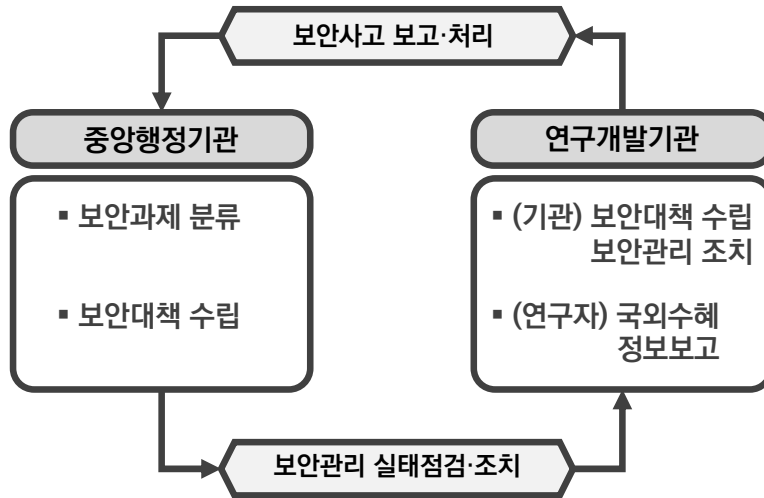 보안사고 보고·처리
중앙행정기관
▪ 보안과제 분류
▪ 보안대책 수립
연구개발기관
▪ (기관) 보안대책 수립
보안관리 조치
▪ (연구자) 국외수혜
정보보고
보안관리 실태점검·조치